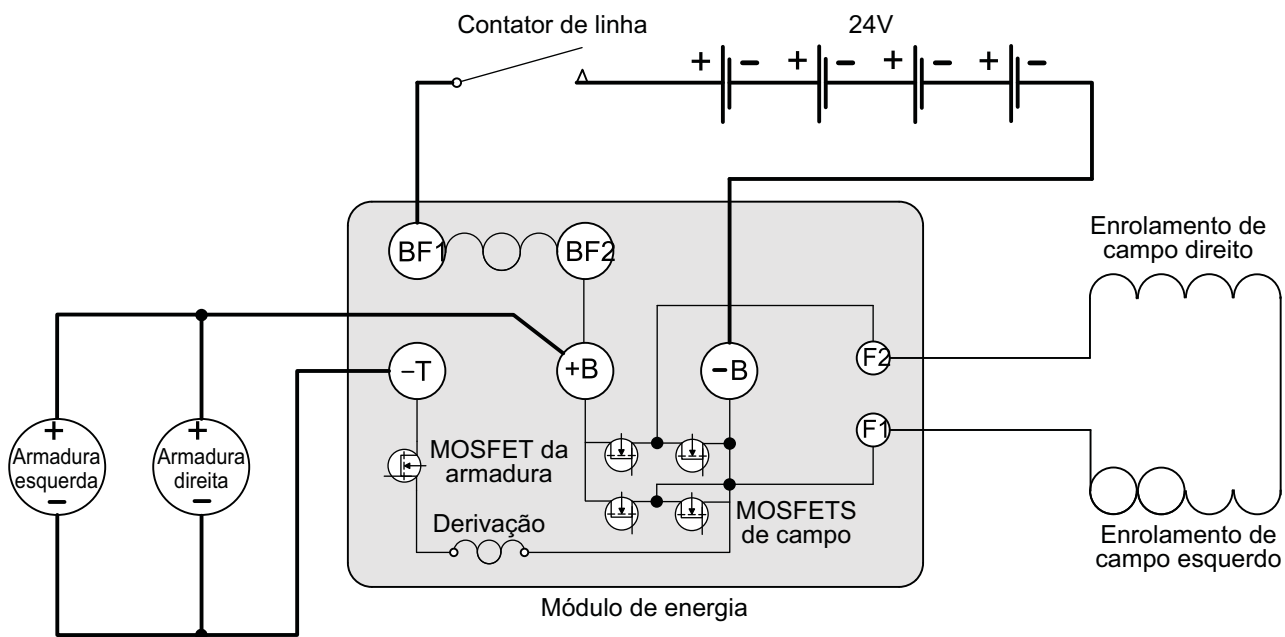 Contator de linha
24V
+ − + − + − + −
BF1
BF2
Enrolamento de
campo direito
−T
+B
−B
F2
F1
+
Armadura
esquerda
−
+
Armadura
direita
−
MOSFET da
armadura
Derivação
MOSFETS
de campo
Enrolamento de
campo esquerdo
Módulo de energia